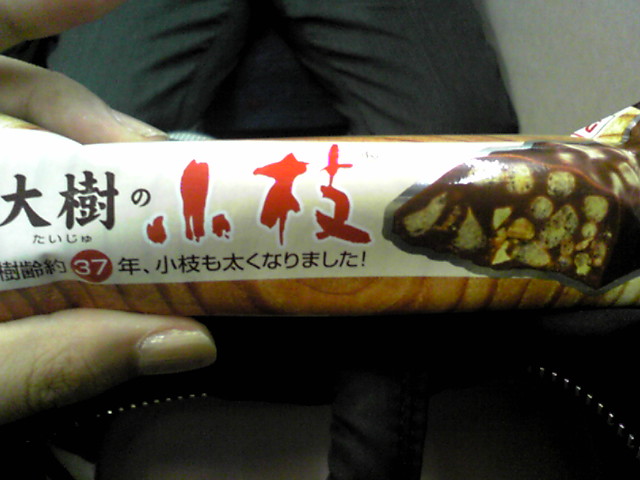 大樹の小枝
たいじゅ
樹齢約37年、小枝も太くなりました!